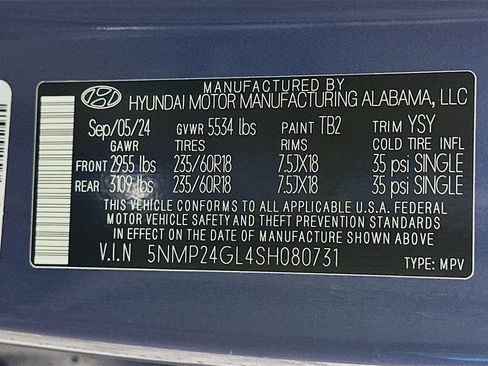 MANUFACTURED BY
HYUNDAI MOTOR MANUFACTURING ALABAMA, LLC
Sep/05/24 GVWR 5534 lbs PAINT TB2 TRIM YSY
GAWR TIRES RIMS COLD TIRE INFL
FRONT 2955 lbs 235/60R18 7.5JX18 35 psi SINGLE
REAR 3109 lbs 235/60R18 7.5JX18 35 psi SINGLE
THIS VEHICLE CONFORMS TO ALL APPLICABLE U.S.A. FEDERAL
MOTOR VEHICLE SAFETY AND THEFT PREVENTION STANDARDS
IN EFFECT ON THE DATE OF MANUFACTURE SHOWN ABOVE
V.I.N 5NMP24GL4SH080731 TYPE: MPV